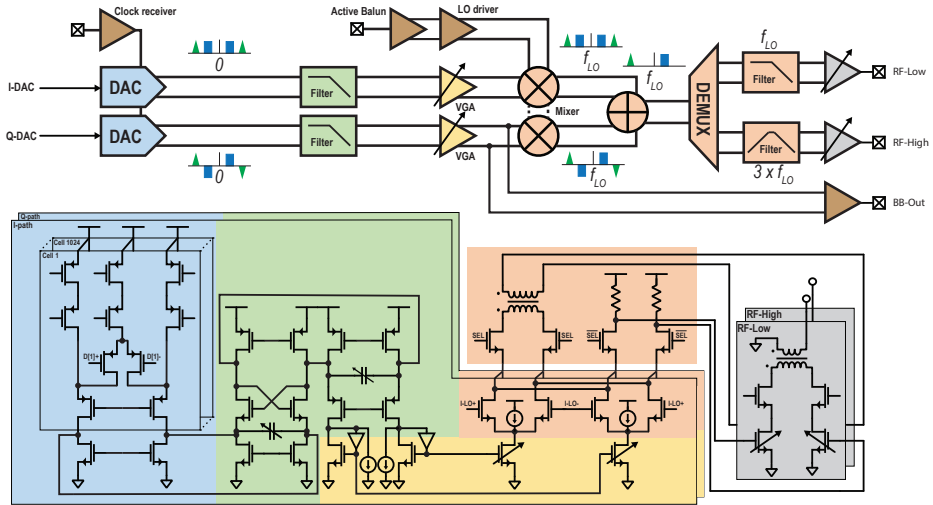 Clock receiver
Active Balun
LO driver
I-DAC
DAC
0
Filter
VGA
f_LO
f_LO
f_LO
Filter
RF-Low
Mixer
DEMUX
Q-DAC
DAC
0
Filter
VGA
f_LO
Filter
3 x f_LO
RF-High
BB-Out
Q-path
I-path
Cell 1024
Cell 1
D[1]+
D[1]-
SEL
SEL
SEL
SEL
I-LO+
I-LO-
I-LO+
RF-High
RF-Low